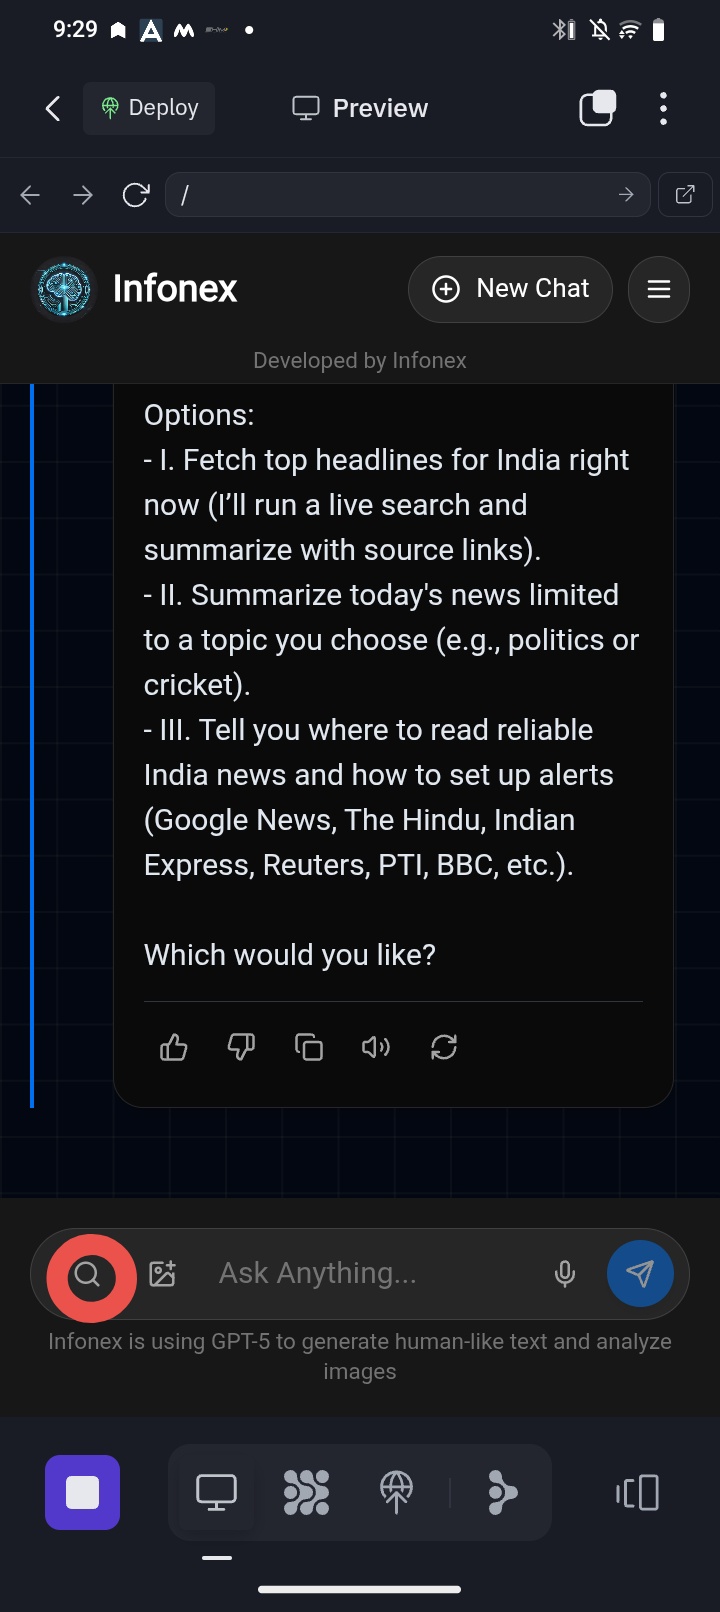 9:29
Deploy
Preview
/
Infonex
New Chat
Developed by Infonex
Options:
- I. Fetch top headlines for India right
now (I’ll run a live search and
summarize with source links).
- II. Summarize today's news limited
to a topic you choose (e.g., politics or
cricket).
- III. Tell you where to read reliable
India news and how to set up alerts
(Google News, The Hindu, Indian
Express, Reuters, PTI, BBC, etc.).
Which would you like?
Ask Anything...
Infonex is using GPT-5 to generate human-like text and analyze
images